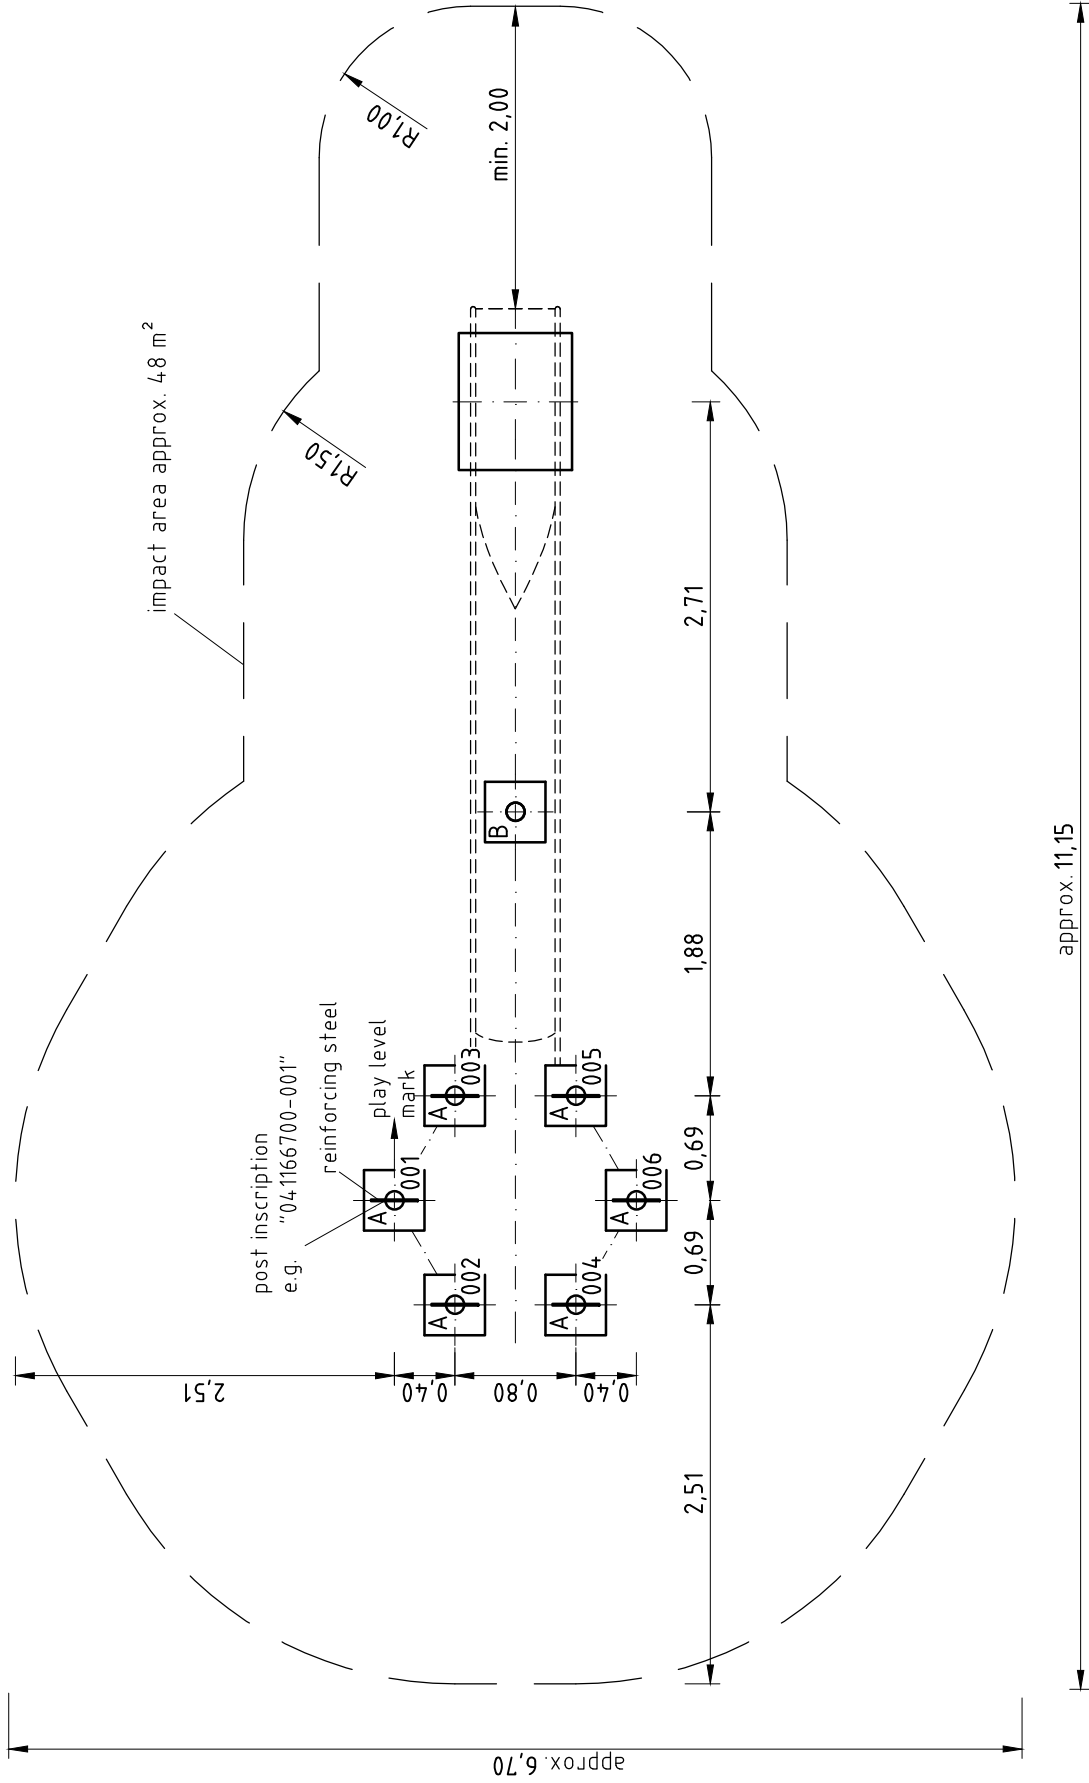 R1,00
min. 2,00
impact area approx. 48 m²
R1,50
2,71
B
1,88
approx. 11,15
post inscription
e.g. "041166700-001"
reinforcing steel
play level
mark
A
003
A
005
A
001
A
006
0,69
0,69
A
002
A
004
2,51
0,40
0,80
0,40
2,51
approx. 6,70